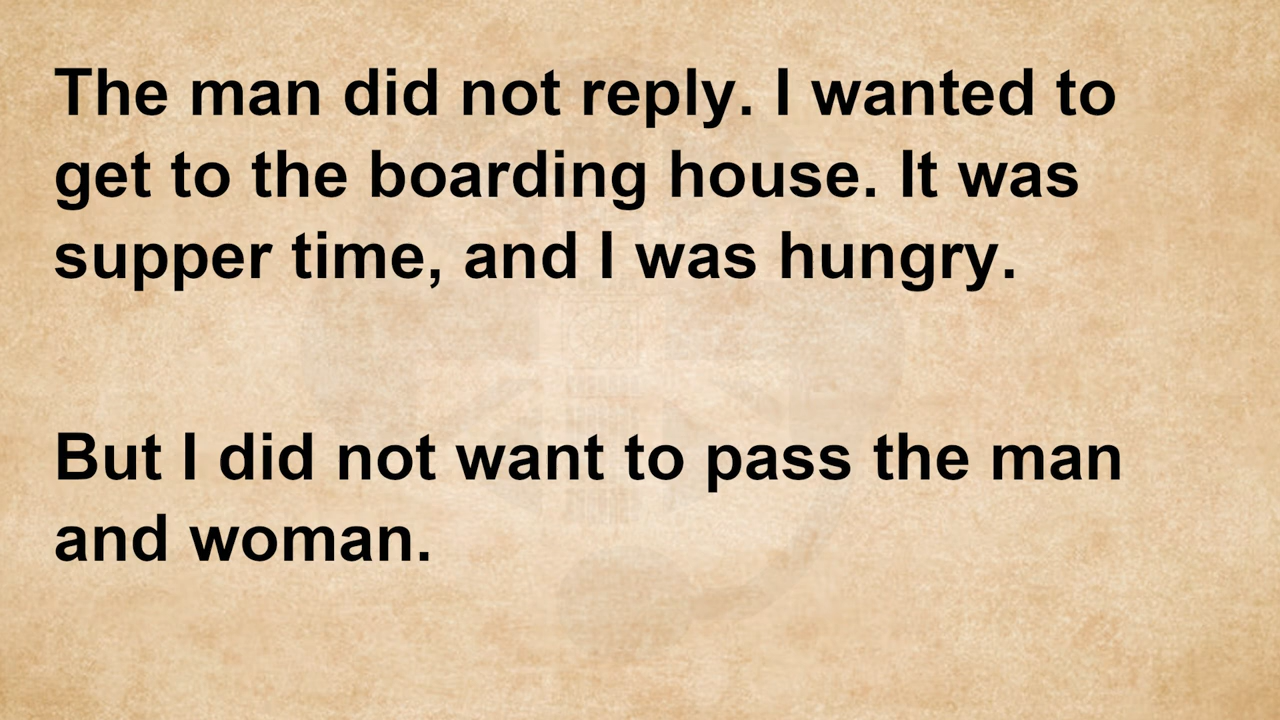 The man did not reply. I wanted to
get to the boarding house. It was
supper time, and I was hungry.
But I did not want to pass the man
and woman.